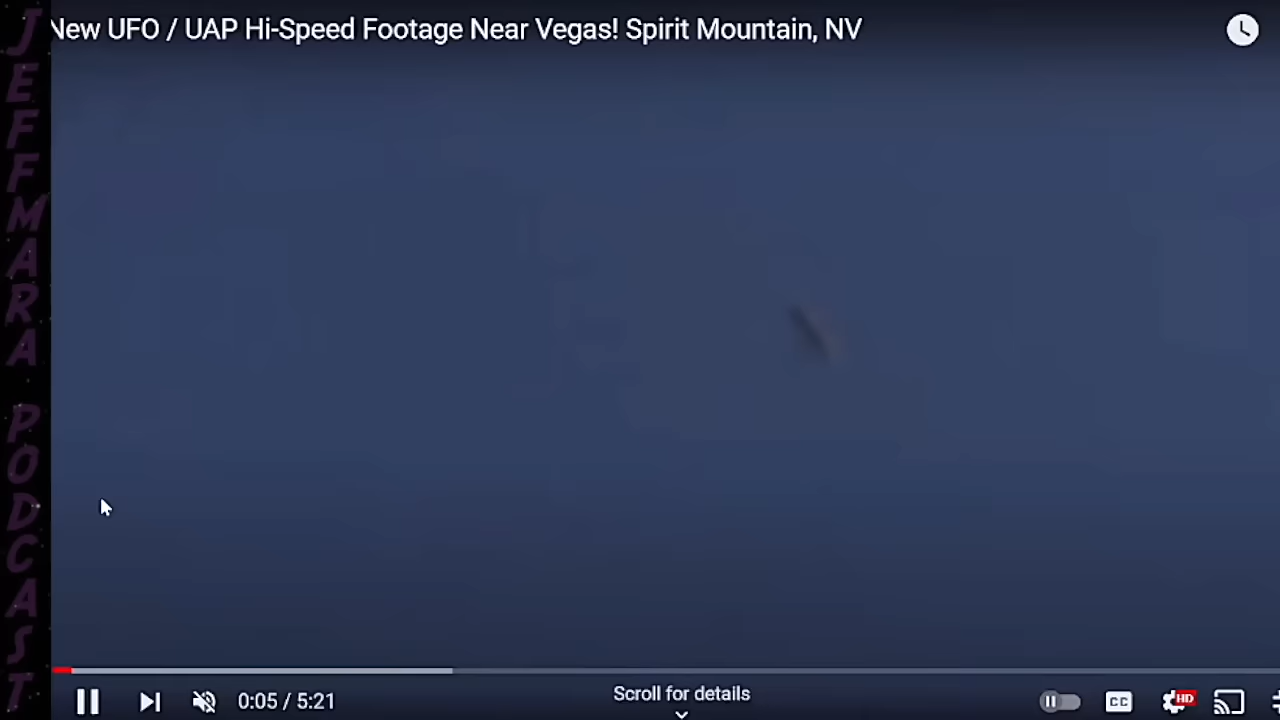 New UFO / UAP Hi-Speed Footage Near Vegas! Spirit Mountain, NV
JEFFMARA PODCAST
0:05 / 5:21
Scroll for details
CC
HD